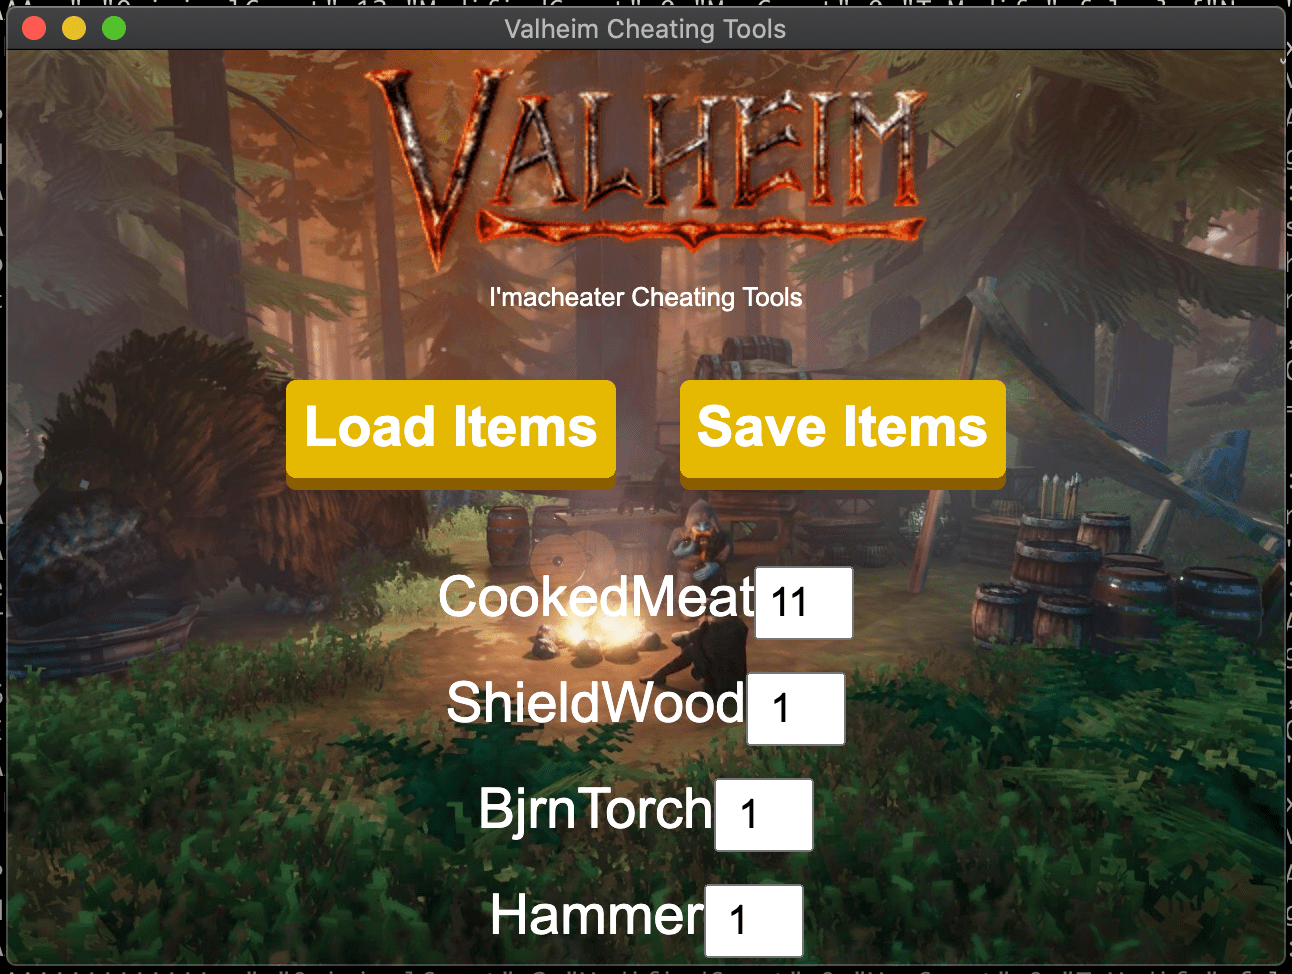 Valheim Cheating Tools
VALHEIM
I'macheater Cheating Tools
Load Items
Save Items
CookedMeat 11
ShieldWood 1
BjrnTorch 1
Hammer 1